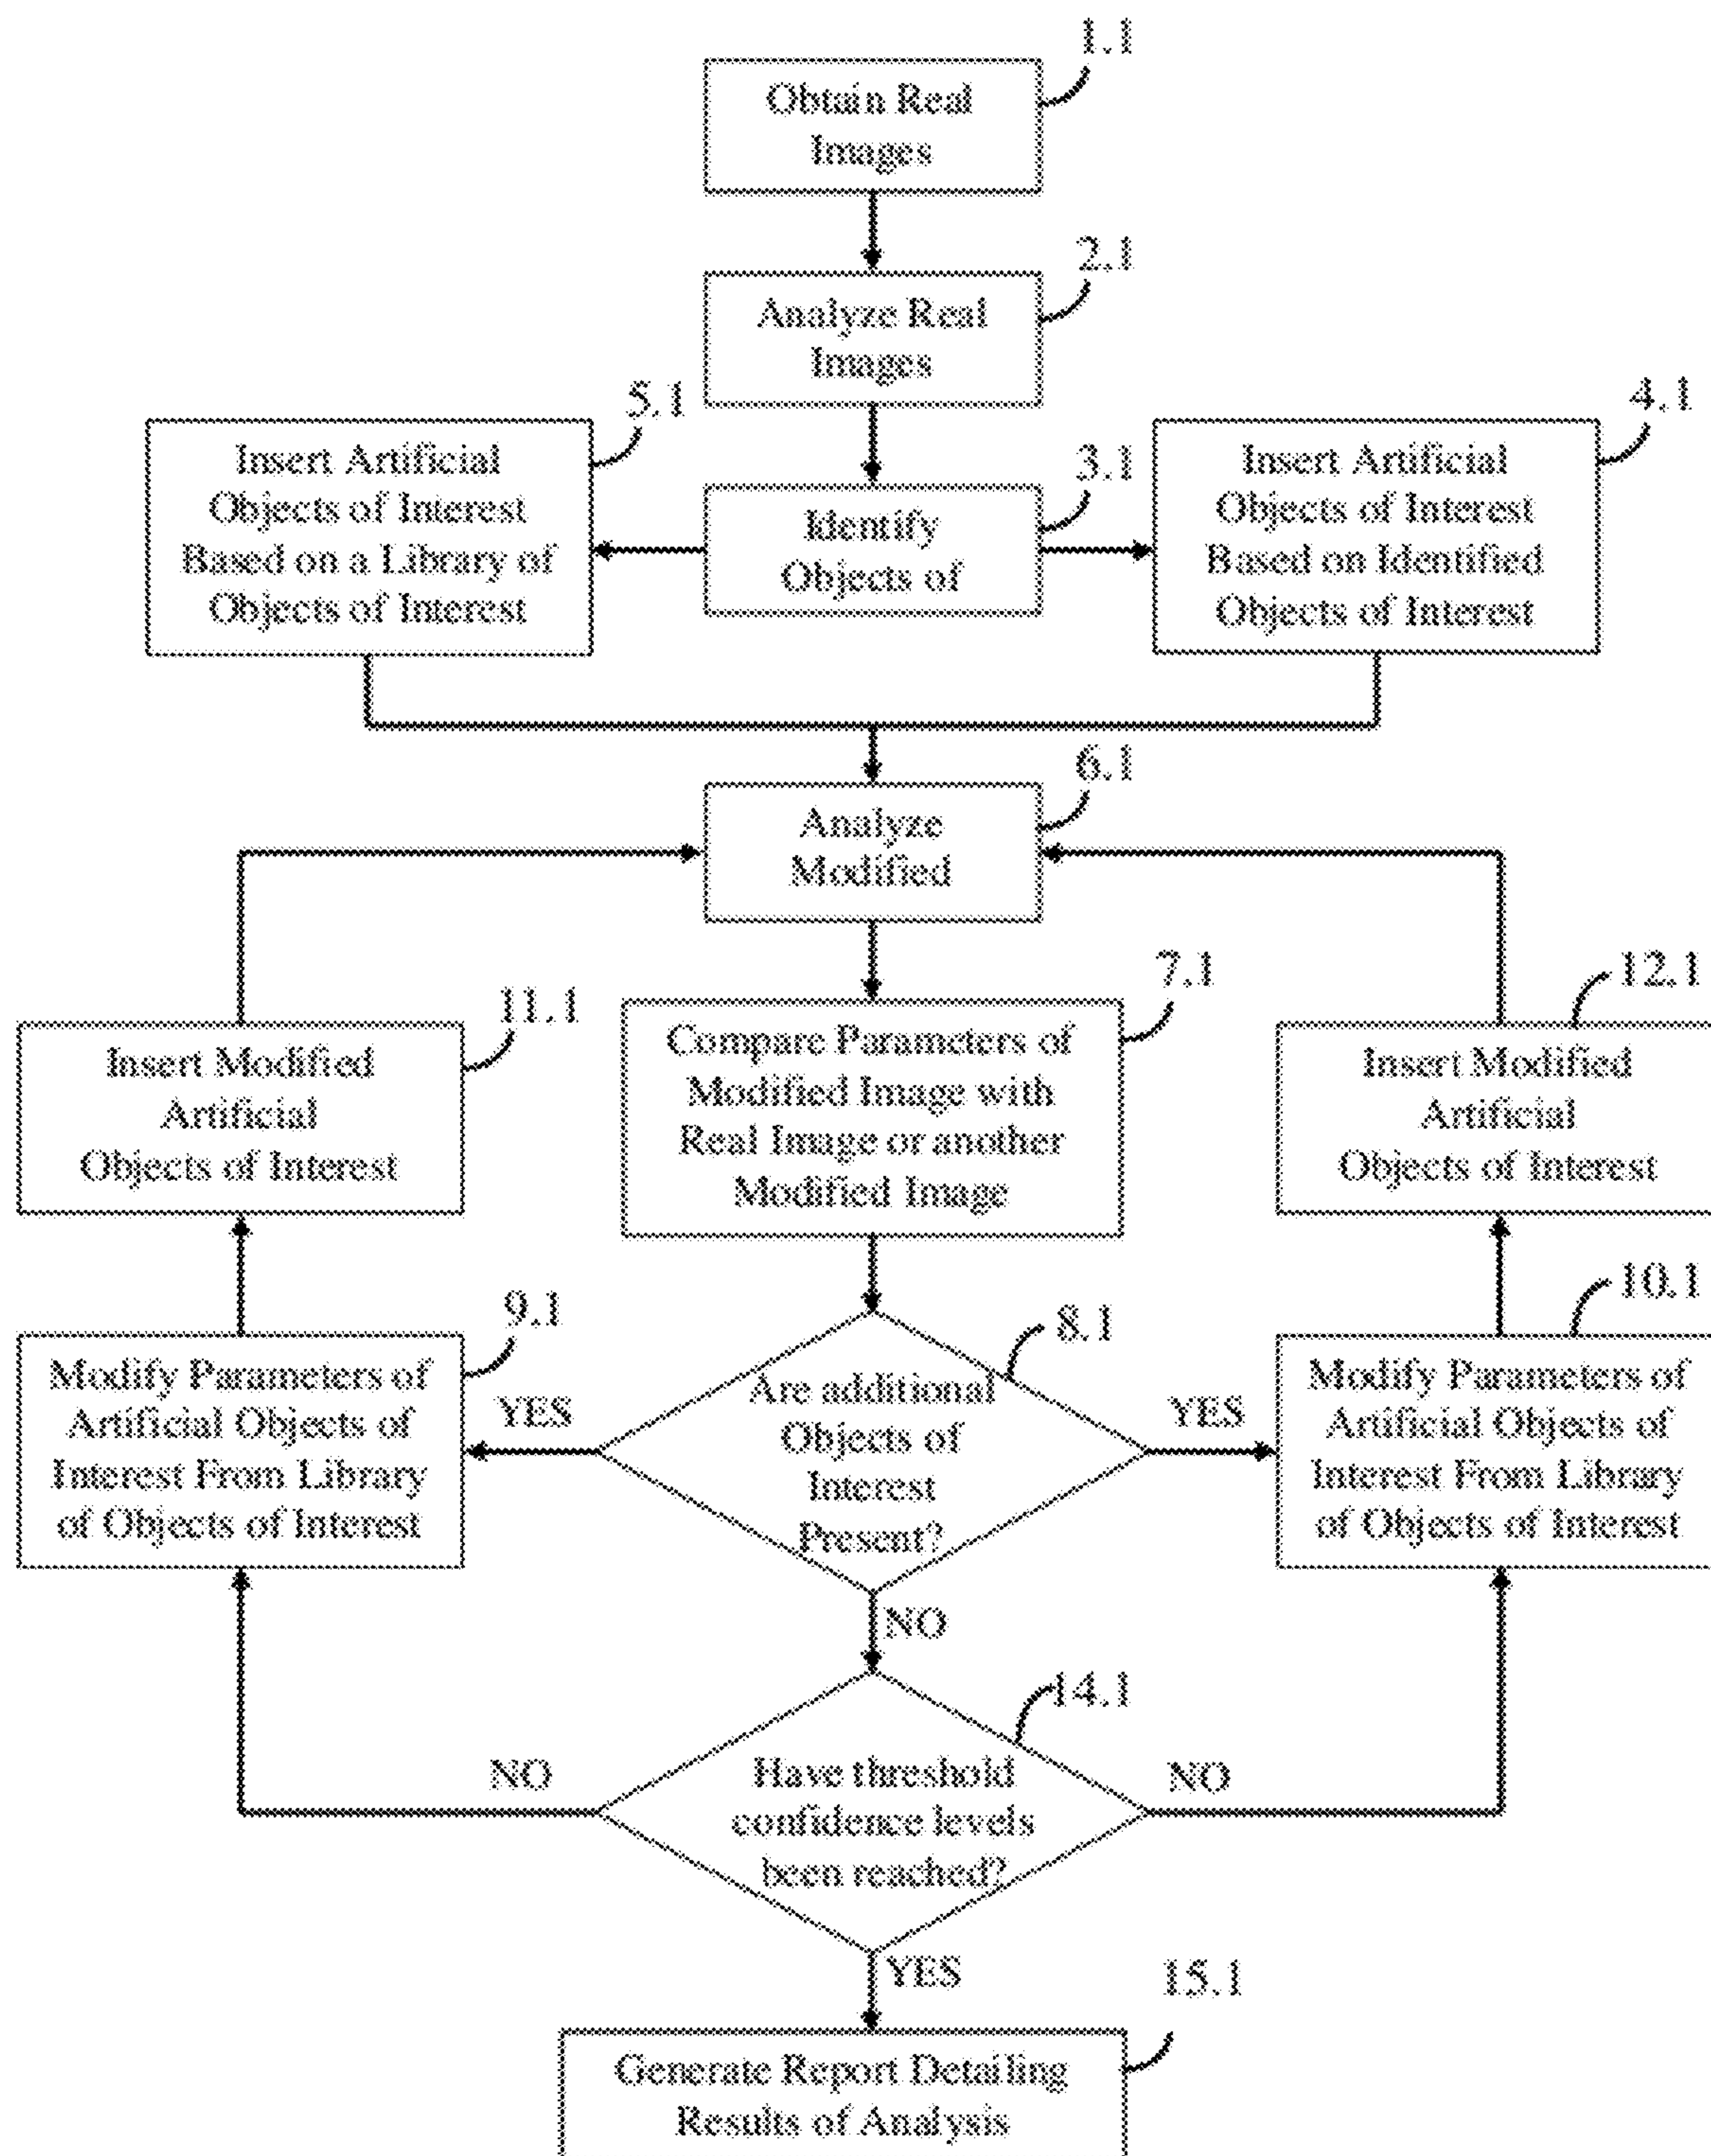 1.1
Obtain Real
Images
2.1
Analyze Real
Images
5.1
Insert Artificial
Objects of Interest
Based on a Library of
Objects of Interest
3.1
Identify
Objects of
4.1
Insert Artificial
Objects of Interest
Based on Identified
Objects of Interest
6.1
Analyze
Modified
7.1
Compare Parameters of
Modified Image with
Real Image or another
Modified Image
11.1
Insert Modified
Artificial
Objects of Interest
12.1
Insert Modified
Artificial
Objects of Interest
9.1
Modify Parameters of
Artificial Objects of
Interest From Library
of Objects of Interest
YES
8.1
Are additional
Objects of
Interest
Present?
YES
10.1
Modify Parameters of
Artificial Objects of
Interest From Library
of Objects of Interest
NO
14.1
NO
Have threshold
confidence levels
been reached?
NO
YES
15.1
Generate Report Detailing
Results of Analysis